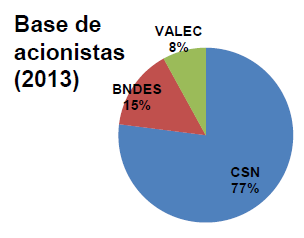 Base de
acionistas
(2013)
VALEC
8%
BNDES
15%
CSN
77%